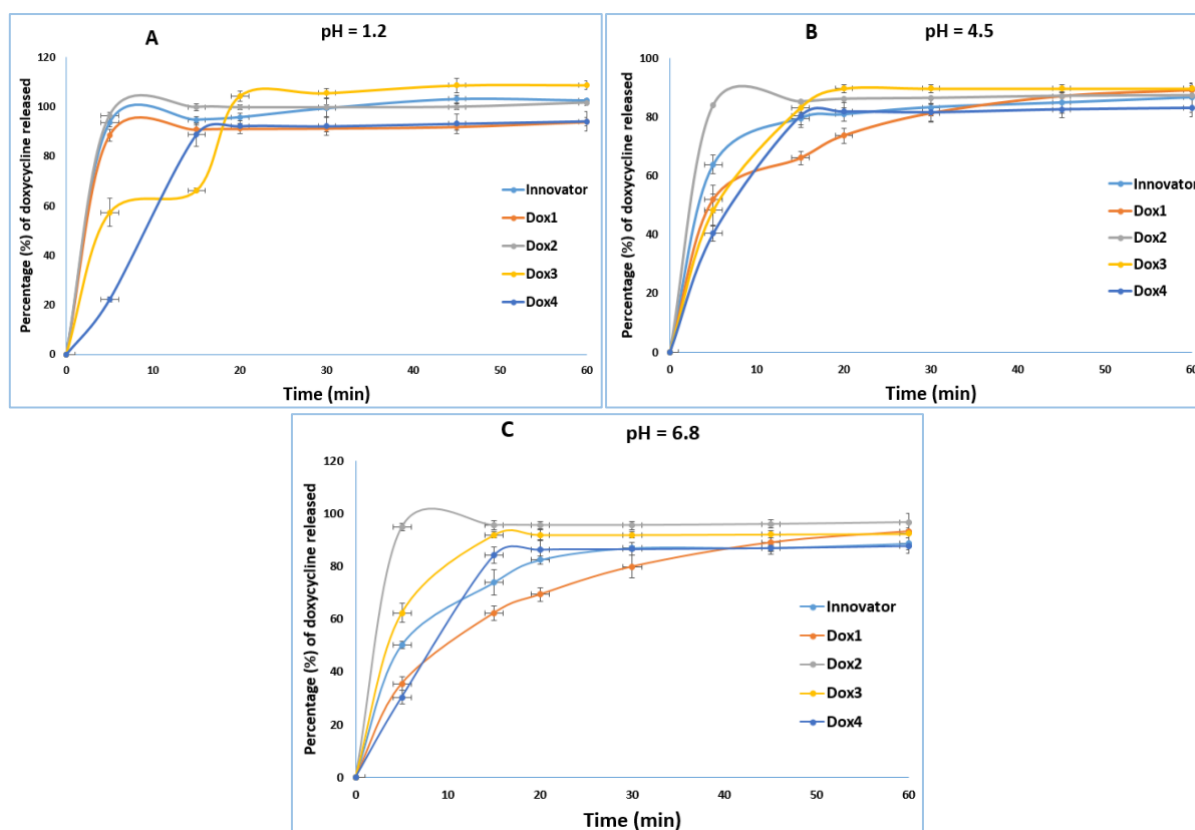 A
pH = 1.2
Percentage (%) of doxycycline released
120
100
80
60
40
20
0
0 10 20 30 40 50 60
Time (min)
Innovator
Dox1
Dox2
Dox3
Dox4
B
pH = 4.5
Percentage (%) of doxycycline released
100
80
60
40
20
0
0 10 20 30 40 50 60
Time (min)
Innovator
Dox1
Dox2
Dox3
Dox4
C
pH = 6.8
Percentage (%) of doxycycline released
120
100
80
60
40
20
0
0 10 20 30 40 50 60
Time (min)
Innovator
Dox1
Dox2
Dox3
Dox4